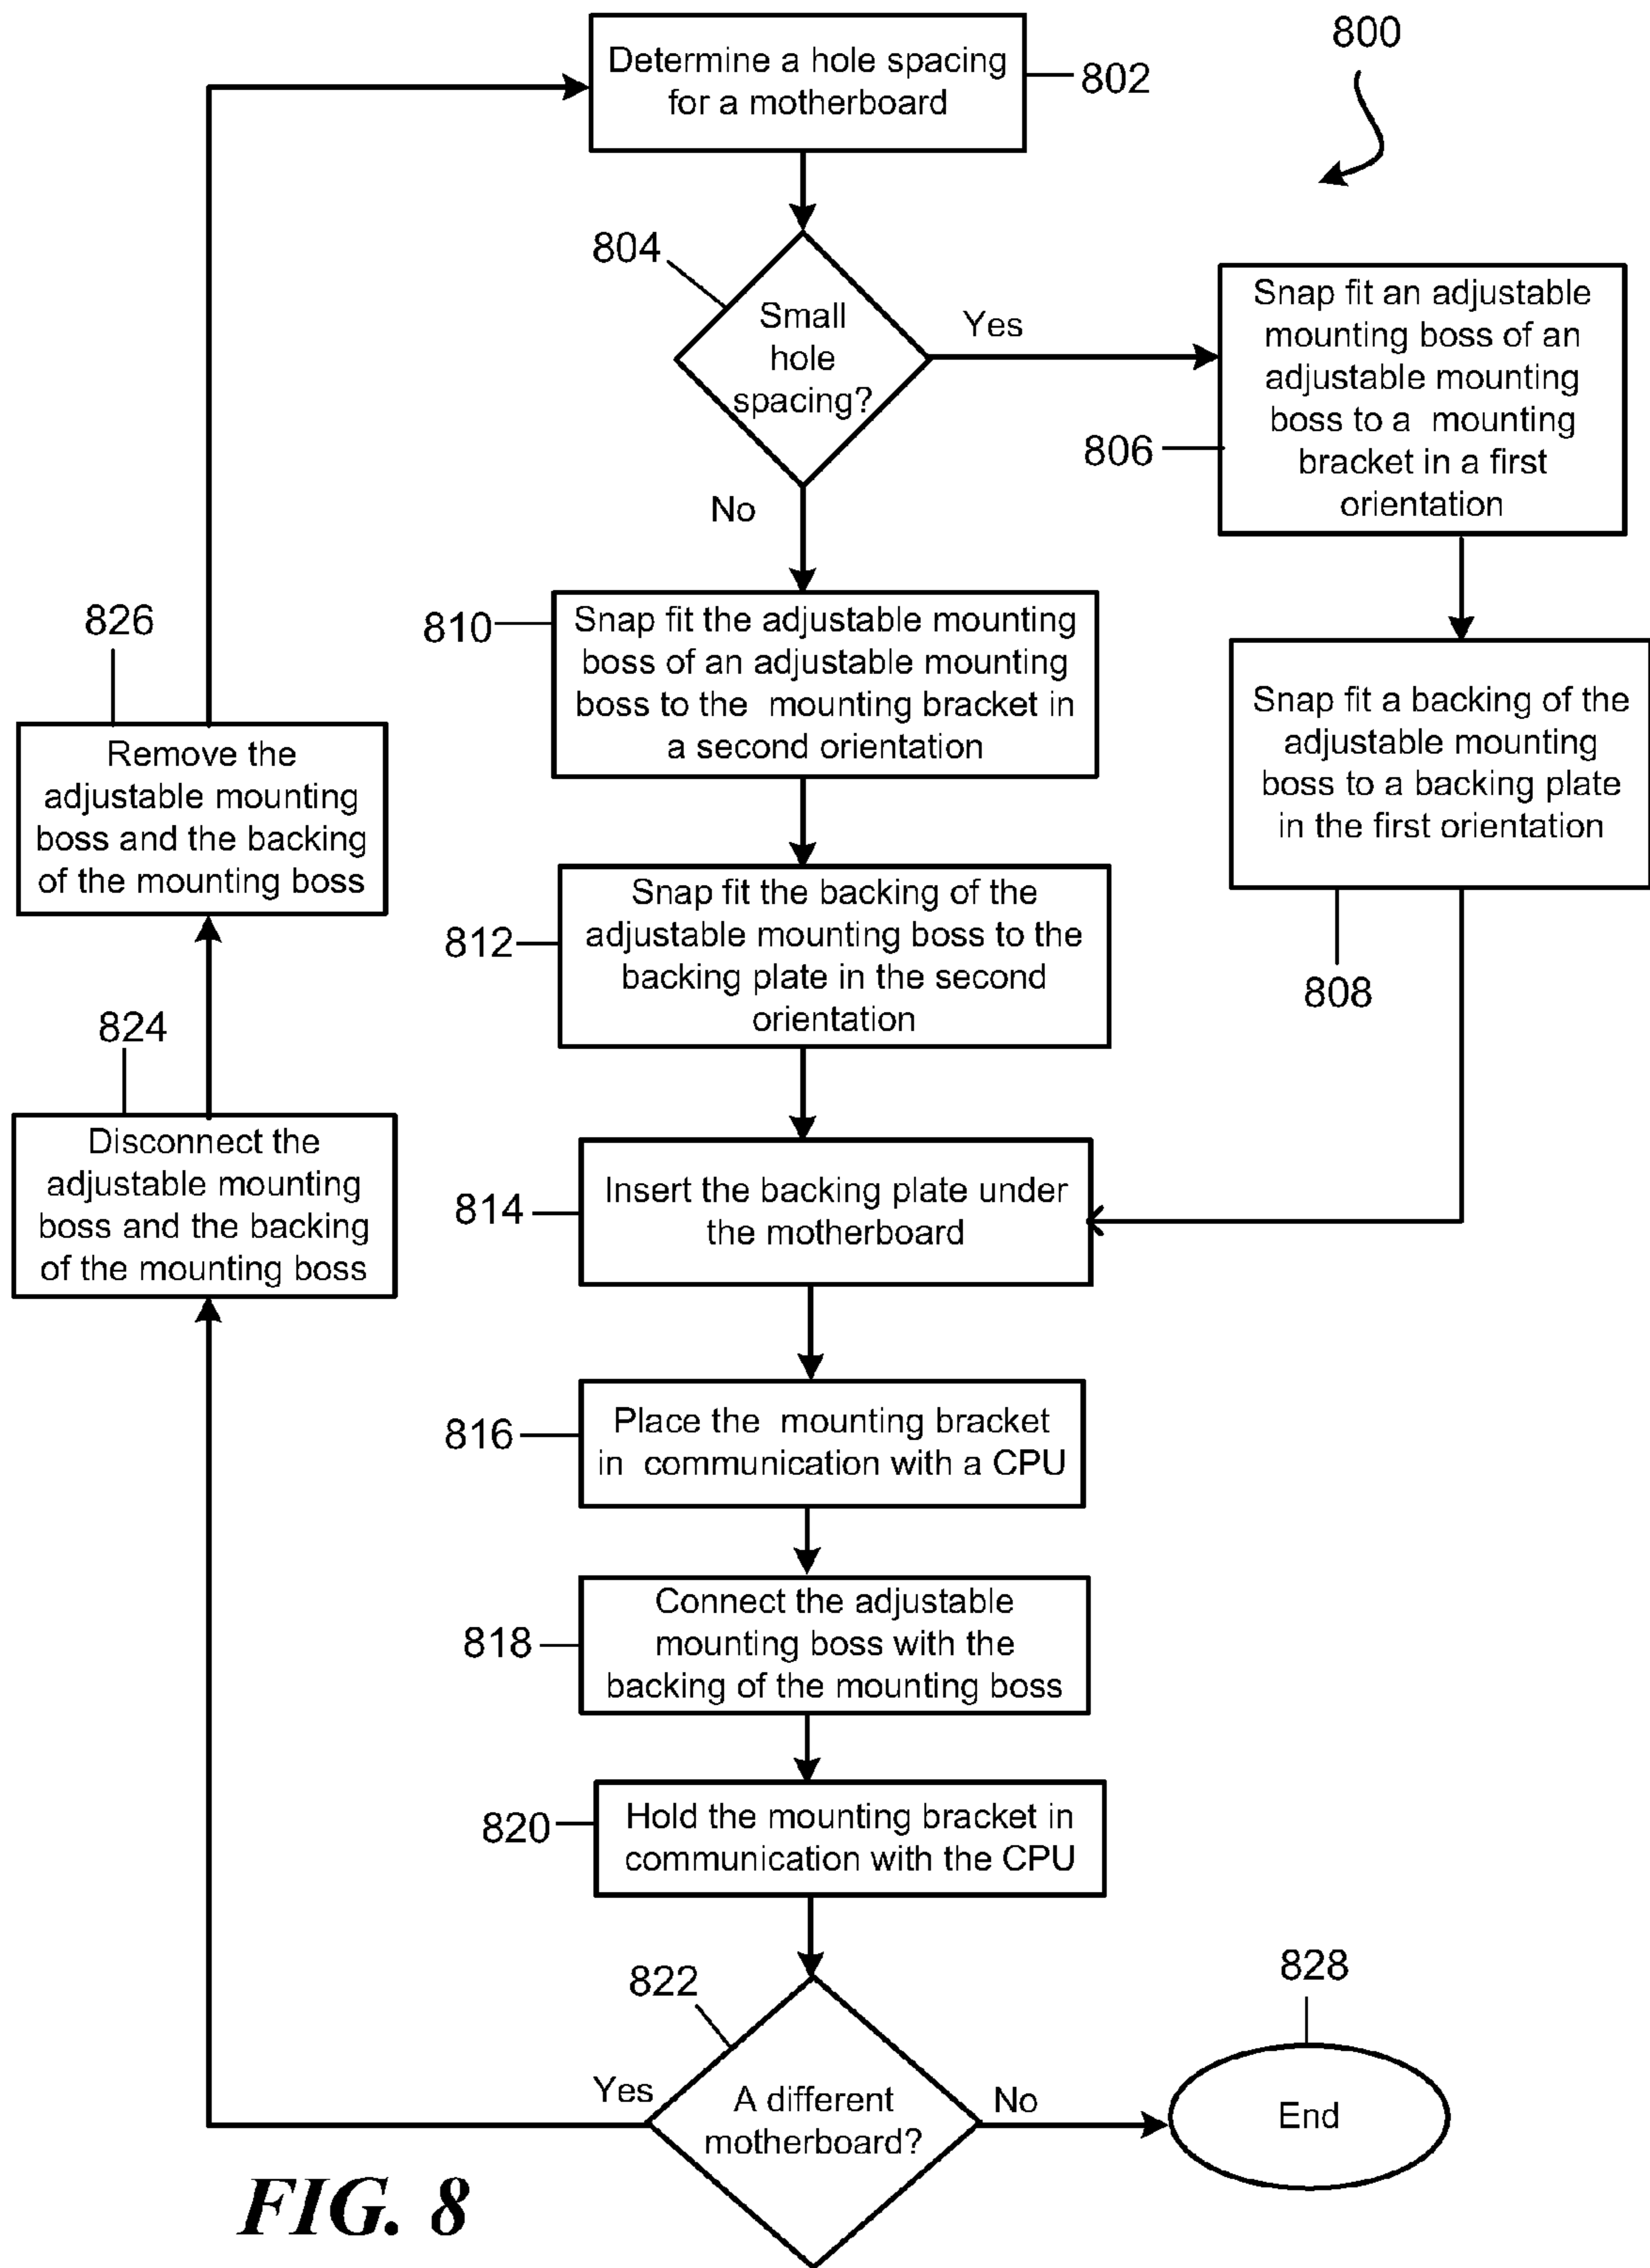 800
Determine a hole spacing
for a motherboard
802
804
Small
hole
spacing?
Yes
No
Snap fit an adjustable
mounting boss of an
adjustable mounting
boss to a mounting
bracket in a first
orientation
806
Snap fit a backing of the
adjustable mounting
boss to a backing plate
in the first orientation
808
810
Snap fit the adjustable mounting
boss of an adjustable mounting
boss to the mounting bracket in
a second orientation
812
Snap fit the backing of the
adjustable mounting boss to the
backing plate in the second
orientation
814
Insert the backing plate under
the motherboard
816
Place the mounting bracket
in communication with a CPU
818
Connect the adjustable
mounting boss with the
backing of the mounting boss
820
Hold the mounting bracket in
communication with the CPU
822
A different
motherboard?
Yes
No
824
Disconnect the
adjustable mounting
boss and the backing
of the mounting boss
826
Remove the
adjustable mounting
boss and the backing
of the mounting boss
828
End
FIG. 8